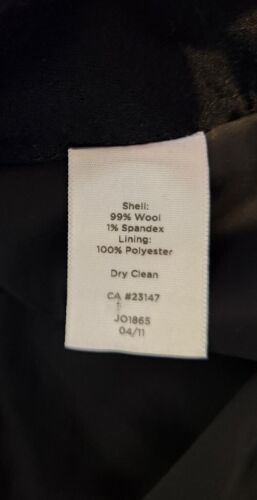 Shell:
99% Wool
1% Spandex
Lining:
100% Polyester
Dry Clean
CA #23147
JO1865
04/11